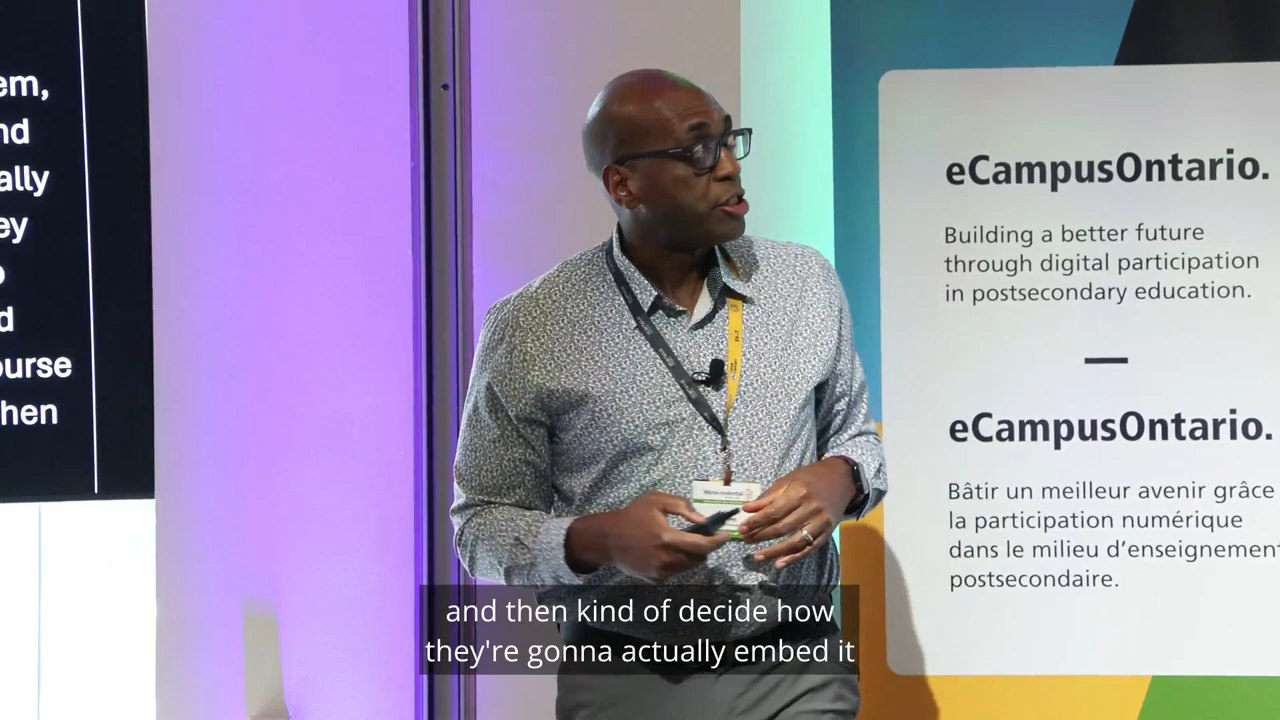 em,
nd
ally
ey
o
d
ourse
hen
eCampusOntario.
Building a better future
through digital participation
in postsecondary education.
eCampusOntario.
Bâtir un meilleur avenir grâce
la participation numérique
dans le milieu d'enseignement
postsecondaire.
Micro-credential
and then kind of decide how
they're gonna actually embed it